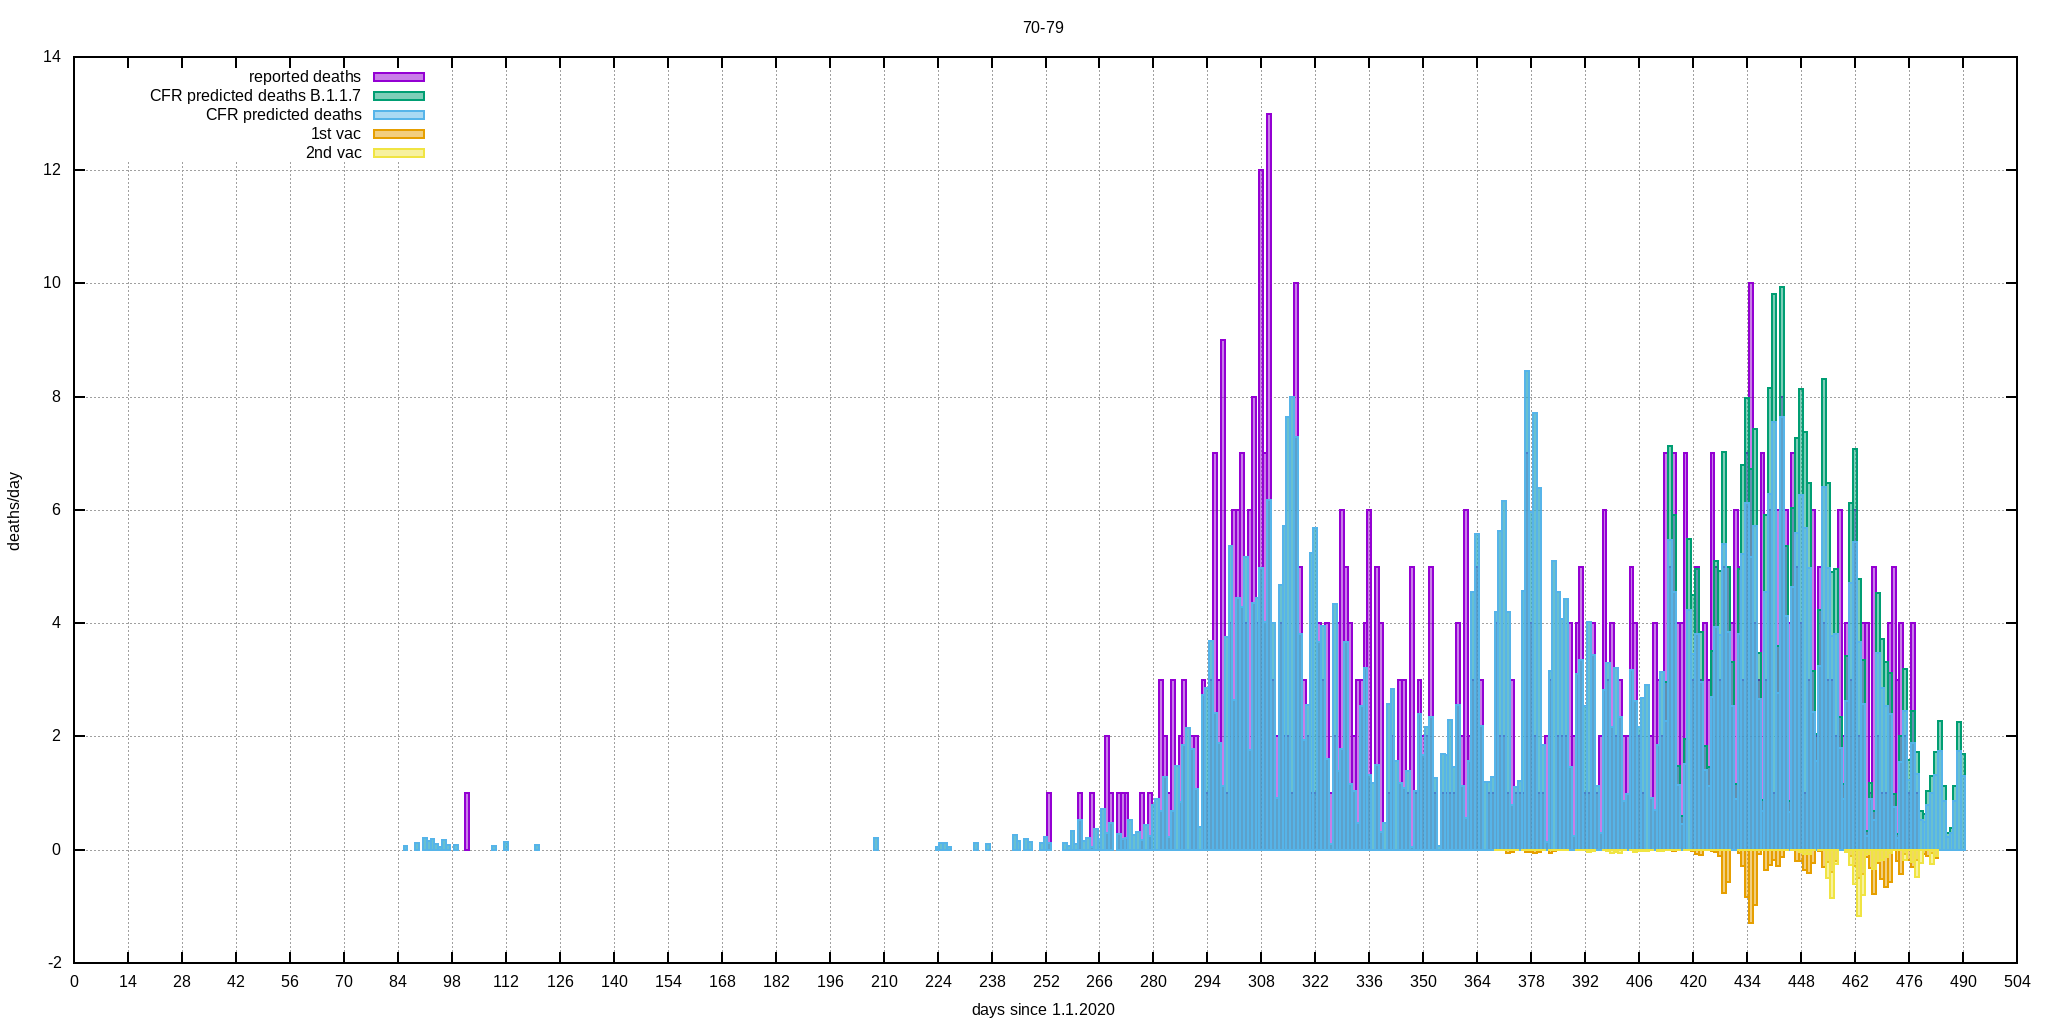 70-79
14
12
10
8
6
4
2
0
-2
deaths/day
reported deaths
CFR predicted deaths B.1.1.7
CFR predicted deaths
1st vac
2nd vac
0 14 28 42 56 70 84 98 112 126 140 154 168 182 196 210 224 238 252 266 280 294 308 322 336 350 364 378 392 406 420 434 448 462 476 490 504
days since 1.1.2020